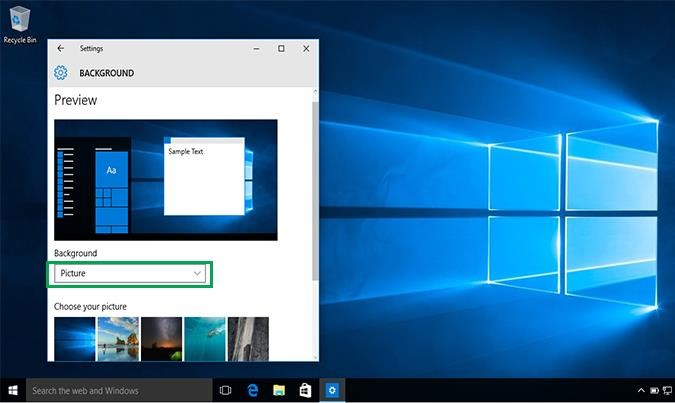 Recycle Bin
Settings
BACKGROUND
Preview
Aa
Sample Text
Background
Picture
Choose your picture
Search the web and Windows